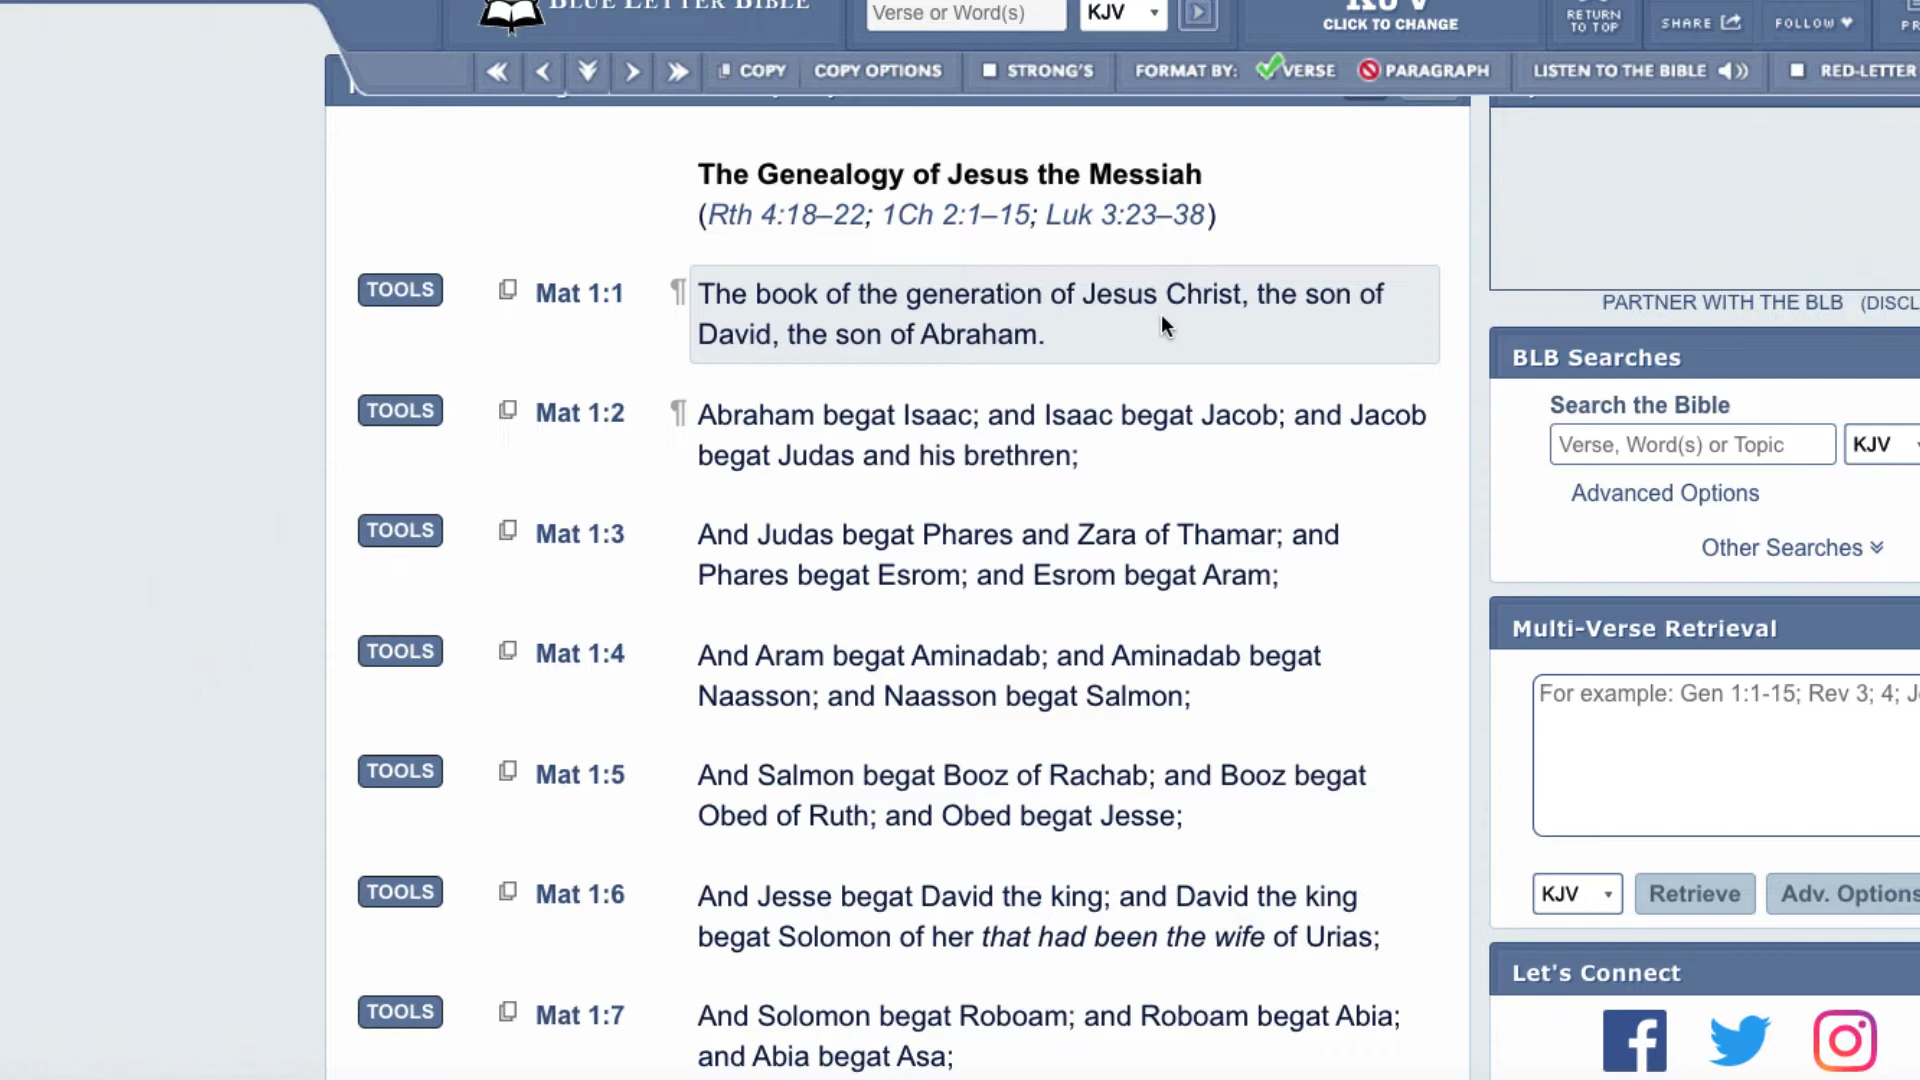 BLUE LETTER BIBLE
Verse or Word(s)
KJV
KJV
CLICK TO CHANGE
RETURN
TO TOP
SHARE
FOLLOW
COPY
COPY OPTIONS
STRONG'S
FORMAT BY:
VERSE
PARAGRAPH
LISTEN TO THE BIBLE
RED-LETTER
The Genealogy of Jesus the Messiah
(Rth 4:18–22; 1Ch 2:1–15; Luk 3:23–38)
TOOLS Mat 1:1 ¶ The book of the generation of Jesus Christ, the son of
David, the son of Abraham.
TOOLS Mat 1:2 ¶ Abraham begat Isaac; and Isaac begat Jacob; and Jacob
begat Judas and his brethren;
TOOLS Mat 1:3 And Judas begat Phares and Zara of Thamar; and
Phares begat Esrom; and Esrom begat Aram;
TOOLS Mat 1:4 And Aram begat Aminadab; and Aminadab begat
Naasson; and Naasson begat Salmon;
TOOLS Mat 1:5 And Salmon begat Booz of Rachab; and Booz begat
Obed of Ruth; and Obed begat Jesse;
TOOLS Mat 1:6 And Jesse begat David the king; and David the king
begat Solomon of her that had been the wife of Urias;
TOOLS Mat 1:7 And Solomon begat Roboam; and Roboam begat Abia;
and Abia begat Asa;
PARTNER WITH THE BLB (DISCL
BLB Searches
Search the Bible
Verse, Word(s) or Topic
KJV
Advanced Options
Other Searches
Multi-Verse Retrieval
For example: Gen 1:1-15; Rev 3; 4; J
KJV
Retrieve
Adv. Options
Let's Connect